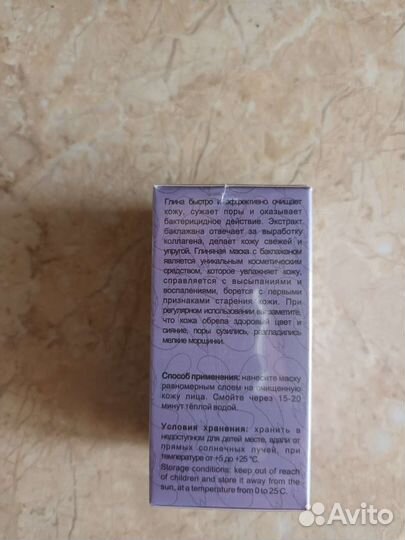 Глина быстро и эффективно очищает
кожу, сужает поры и оказывает
бактерицидное действие. Экстракт
баклажана отвечает за выработку
коллагена, делает кожу свежей и
упругой. Глиняная маска с баклажаном
является уникальным косметическим
средством, которое увлажняет кожу,
справляется с высыпаниями и
воспалениями, борется с первыми
признаками старения кожи. При
регулярном использовании вы заметите,
что кожа обрела здоровый цвет и
сияние, поры сузились, разгладились
мелкие морщинки.
Способ применения: нанесите маску
равномерным слоем на очищенную
кожу лица. Смойте через 15-20
минут тёплой водой.
Условия хранения: хранить в
недоступном для детей месте, вдали от
прямых солнечных лучей, при
температуре от +5 до +25 °С.
Storage conditions: keep out of reach
of children and store it away from the
sun, at a temperature from 0 to 25 C.
Avito